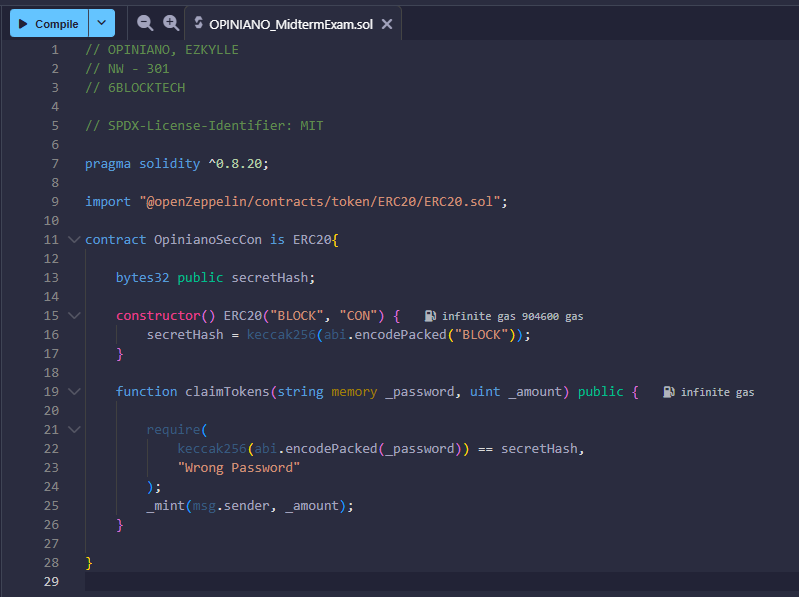 Compile
OPINIANO_MidtermExam.sol
1 // OPINIANO, EZKYLLE
2 // NW - 301
3 // 6BLOCKTECH
4
5 // SPDX-License-Identifier: MIT
6
7 pragma solidity ^0.8.20;
8
9 import "@openZeppelin/contracts/token/ERC20/ERC20.sol";
10
11 contract OpinianoSecCon is ERC20{
12
13 bytes32 public secretHash;
14
15 constructor() ERC20("BLOCK", "CON") { infinite gas 904600 gas
16 secretHash = keccak256(abi.encodePacked("BLOCK"));
17 }
18
19 function claimTokens(string memory _password, uint _amount) public { infinite gas
20
21 require(
22 keccak256(abi.encodePacked(_password)) == secretHash,
23 "Wrong Password"
24 );
25 _mint(msg.sender, _amount);
26 }
27
28 }
29